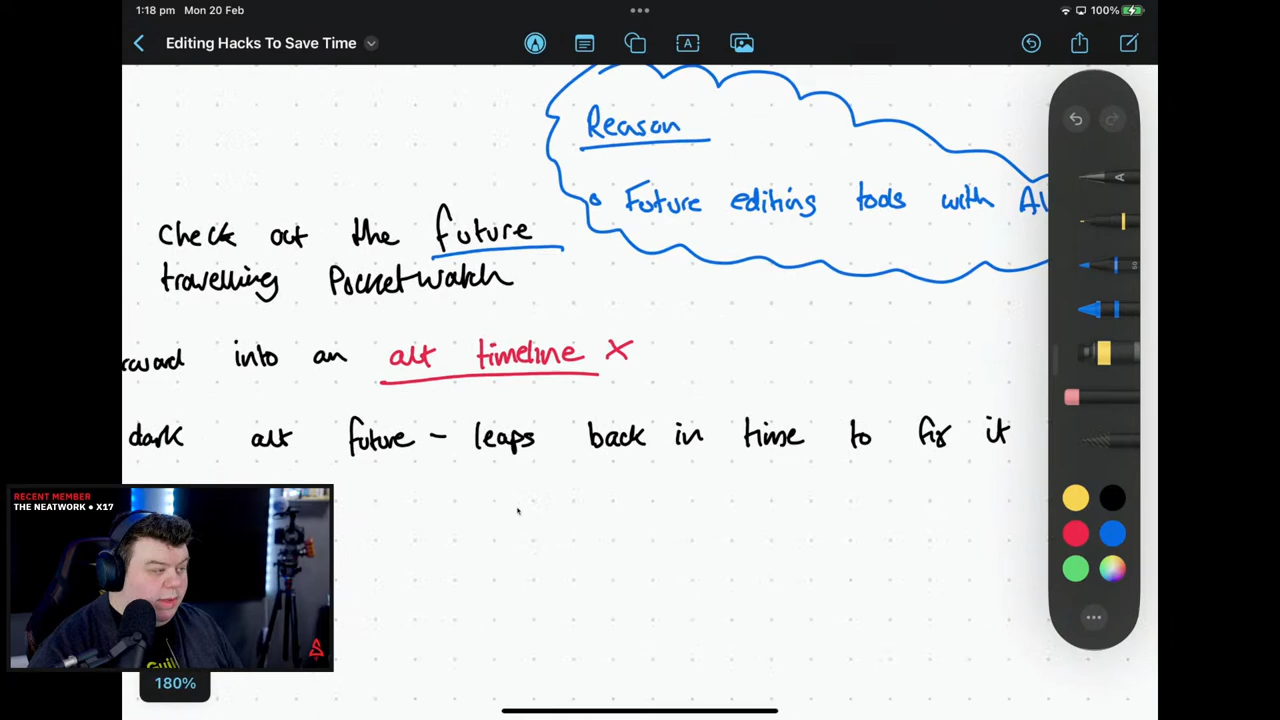 1:18 pm Mon 20 Feb
100%
Editing Hacks To Save Time
A
Reason
Future editing tools with
Check out the future
travelling PocketWatch
into an alt timeline X
dark alt future - leaps back in time to fix it
RECENT MEMBER
THE NEATWORK ● X17
180%
A
50